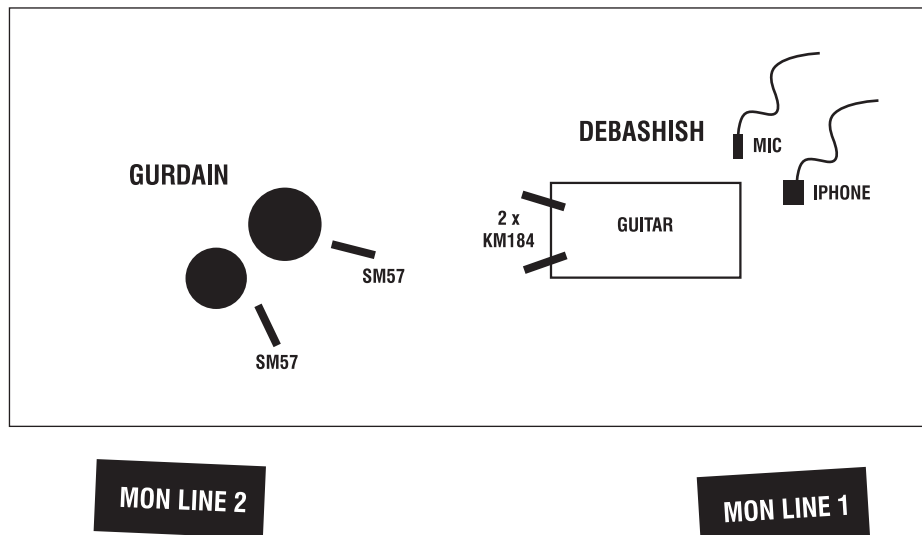 DEBASHISH
MIC
GURDAIN
IPHONE
2 x
KM184
GUITAR
SM57
SM57
MON LINE 2
MON LINE 1